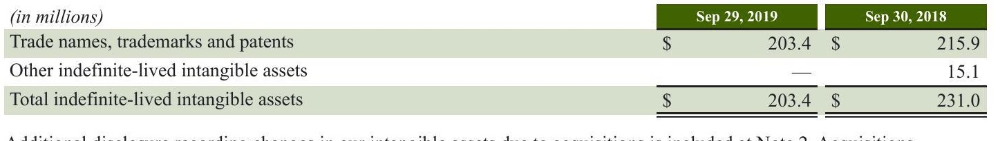 (in millions) Sep 29, 2019 Sep 30, 2018
Trade names, trademarks and patents $ 203.4 $ 215.9
Other indefinite-lived intangible assets — 15.1
Total indefinite-lived intangible assets $ 203.4 $ 231.0
Additional disclosure regarding changes in our intangible assets due to acquisitions is included at Note 2, Acquisitions